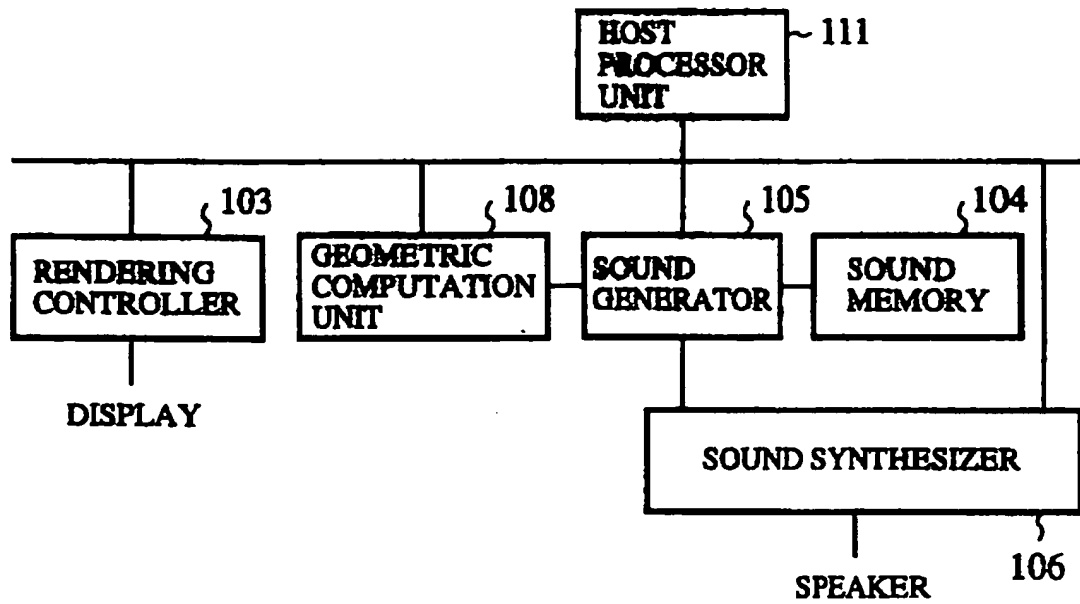 HOST
PROCESSOR
UNIT
111
103
108
105
104
RENDERING
CONTROLLER
GEOMETRIC
COMPUTATION
UNIT
SOUND
GENERATOR
SOUND
MEMORY
DISPLAY
SOUND SYNTHESIZER
106
SPEAKER